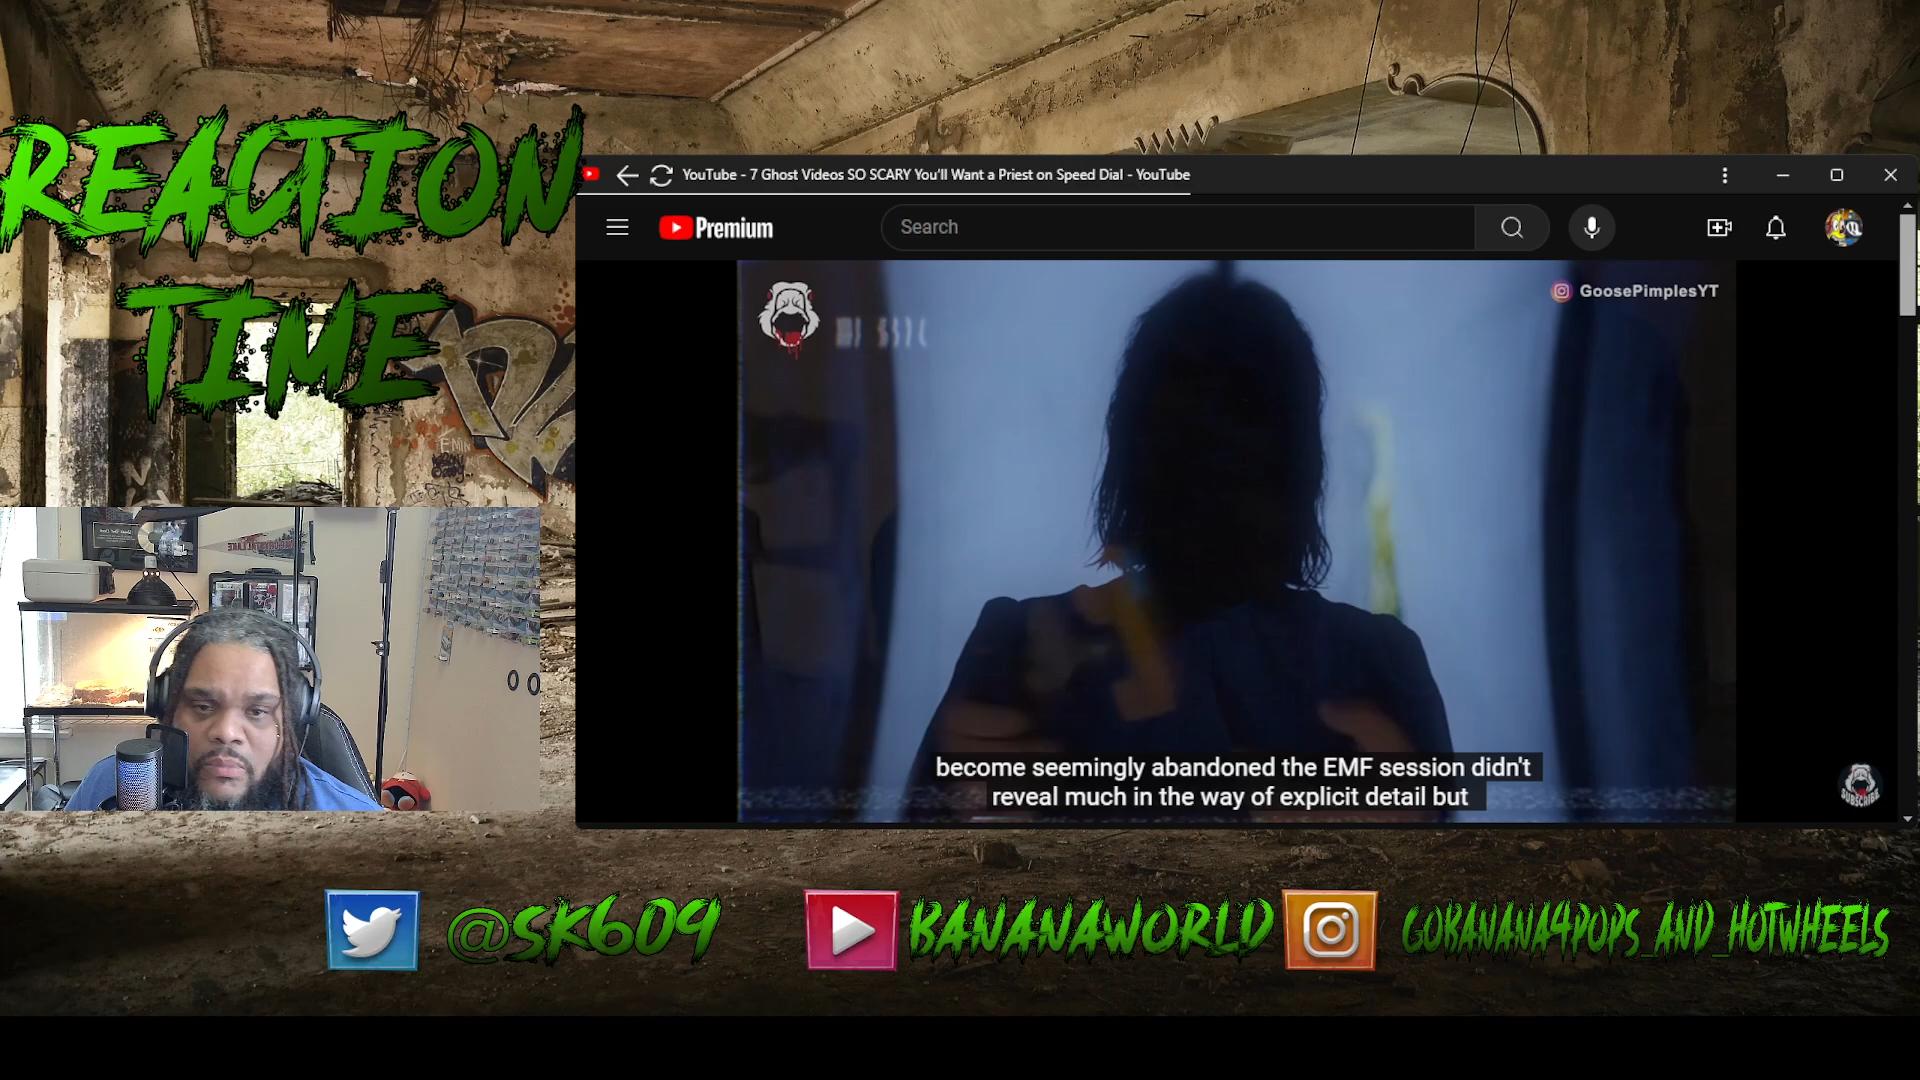 REACTION
TIME
YouTube - 7 Ghost Videos SO SCARY You'll Want a Priest on Speed Dial - YouTube
Premium
Search
GoosePimplesYT
become seemingly abandoned the EMF session didn't
reveal much in the way of explicit detail but
SUBSCRIBE
@SK609
BANANAWORLD
GOBANANA4POPS_AND_HOTWHEELS